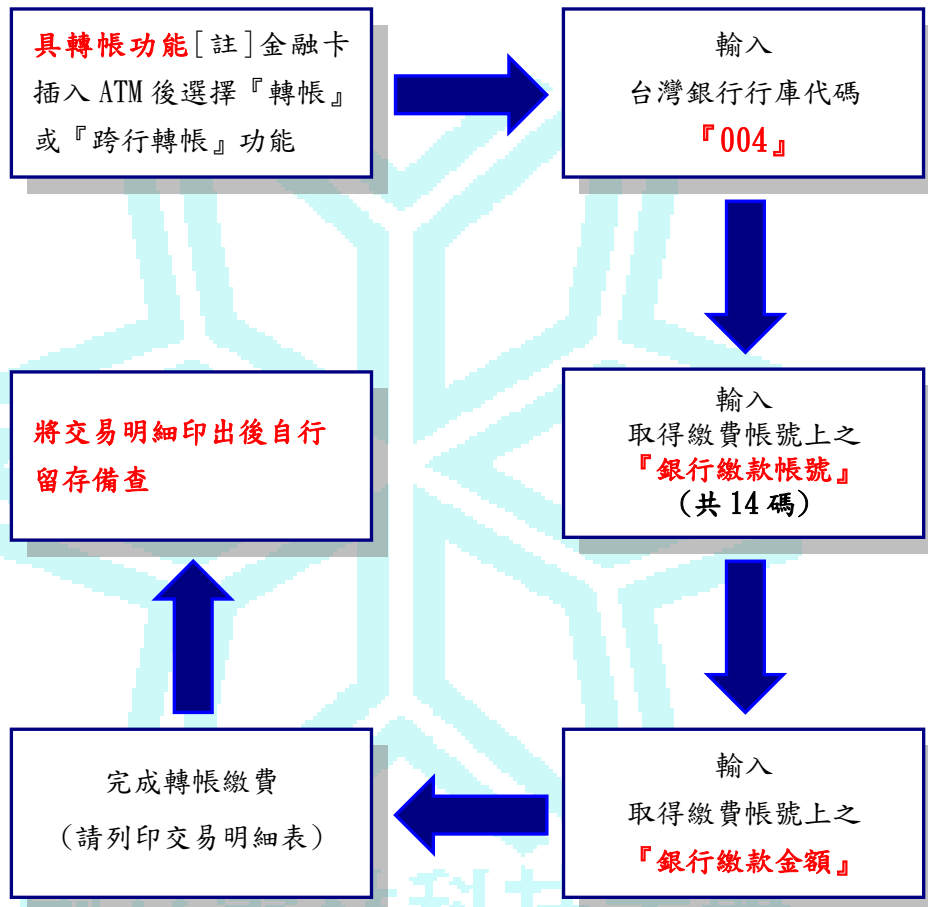 具轉帳功能[註]金融卡
插入 ATM 後選擇『轉帳』
或『跨行轉帳』功能
輸入
台灣銀行行庫代碼
『004』
輸入
取得繳費帳號上之
『銀行繳款帳號』
(共 14 碼)
輸入
取得繳費帳號上之
『銀行繳款金額』
完成轉帳繳費
(請列印交易明細表)
將交易明細印出後自行
留存備查